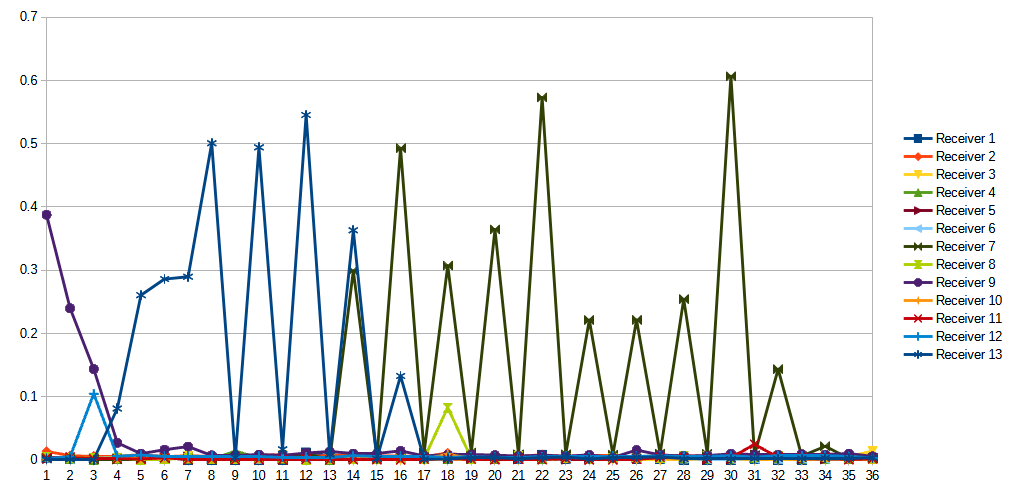 0.7
0.6
0.5
0.4
0.3
0.2
0.1
0
1 2 3 4 5 6 7 8 9 10 11 12 13 14 15 16 17 18 19 20 21 22 23 24 25 26 27 28 29 30 31 32 33 34 35 36
Receiver 1
Receiver 2
Receiver 3
Receiver 4
Receiver 5
Receiver 6
Receiver 7
Receiver 8
Receiver 9
Receiver 10
Receiver 11
Receiver 12
Receiver 13